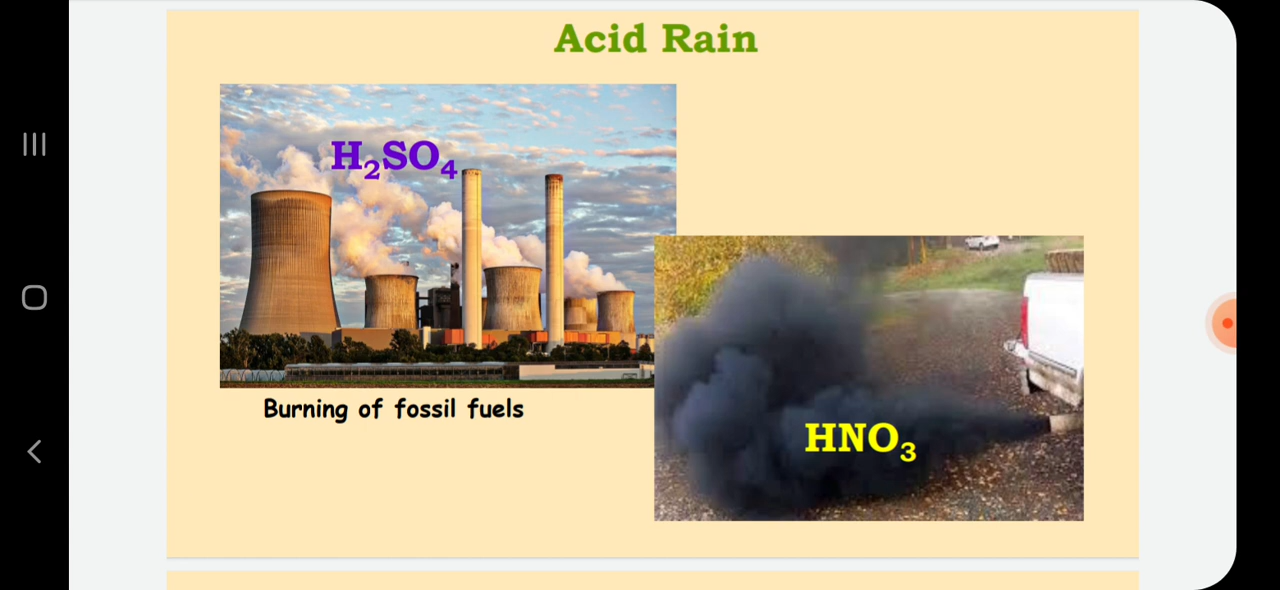 Acid Rain
H₂SO₄
Burning of fossil fuels
HNO₃